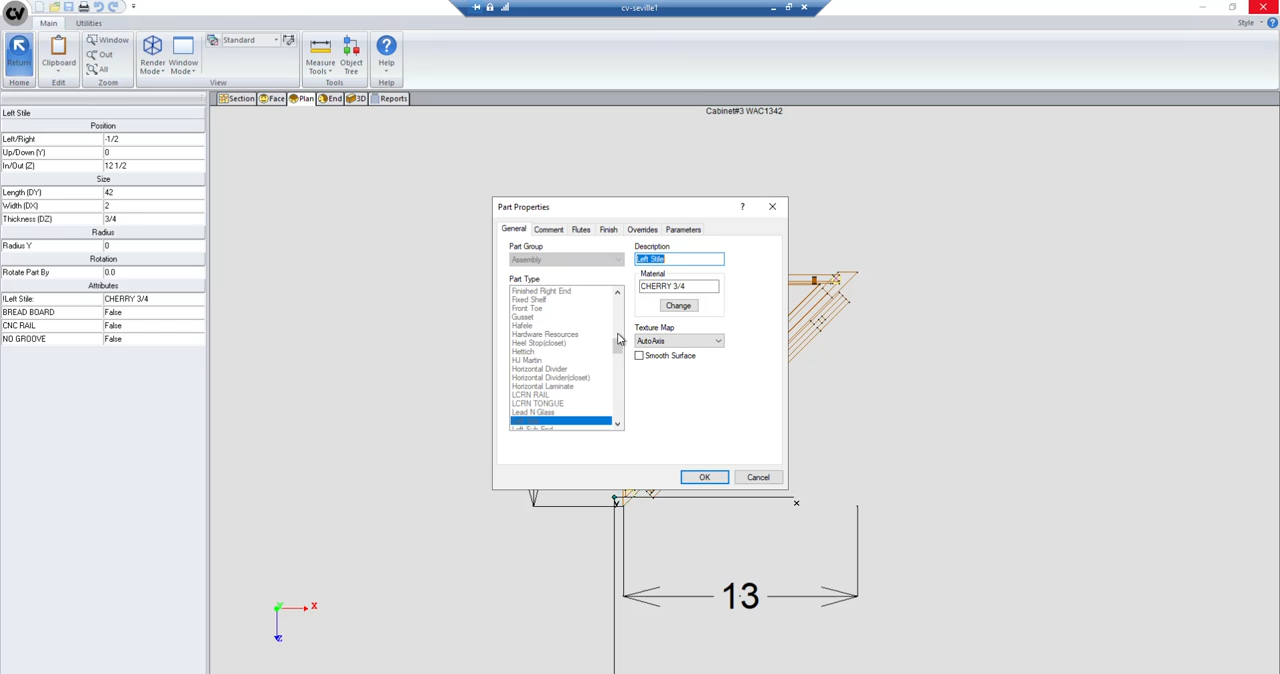 cv-seville1
CV
Main
Utilities
Style
Return
Clipboard
Window
Out
All
Render Mode
Window Mode
Standard
Measure Tools
Object Tree
Help
Home
Edit
Zoom
View
Tools
Help
Section
Face
Plan
End
3D
Reports
Left Stile
Position
Left/Right -1/2
Up/Down (Y) 0
In/Out (Z) 12 1/2
Size
Length (DY) 42
Width (DX) 2
Thickness (DZ) 3/4
Radius
Radius Y 0
Rotation
Rotate Part By 0.0
Attributes
!Left Stile: CHERRY 3/4
BREAD BOARD False
CNC RAIL False
NO GROOVE False
Cabinet#3 WAC1342
Part Properties
?
General
Comment
Flutes
Finish
Overrides
Parameters
Part Group
Assembly
Part Type
Finished Right End
Fixed Shelf
Front Toe
Gusset
Hafele
Hardware Resources
Heel Stop(closet)
Hettich
HJ Martin
Horizontal Divider
Horizontal Divider(closet)
Horizontal Laminate
LCRN RAIL
LCRN TONGUE
Lead N Glass
Left Sub End
Description
Left Stile
Material
CHERRY 3/4
Change
Texture Map
AutoAxis
Smooth Surface
OK
Cancel
Y
X
13
X
Y
Z